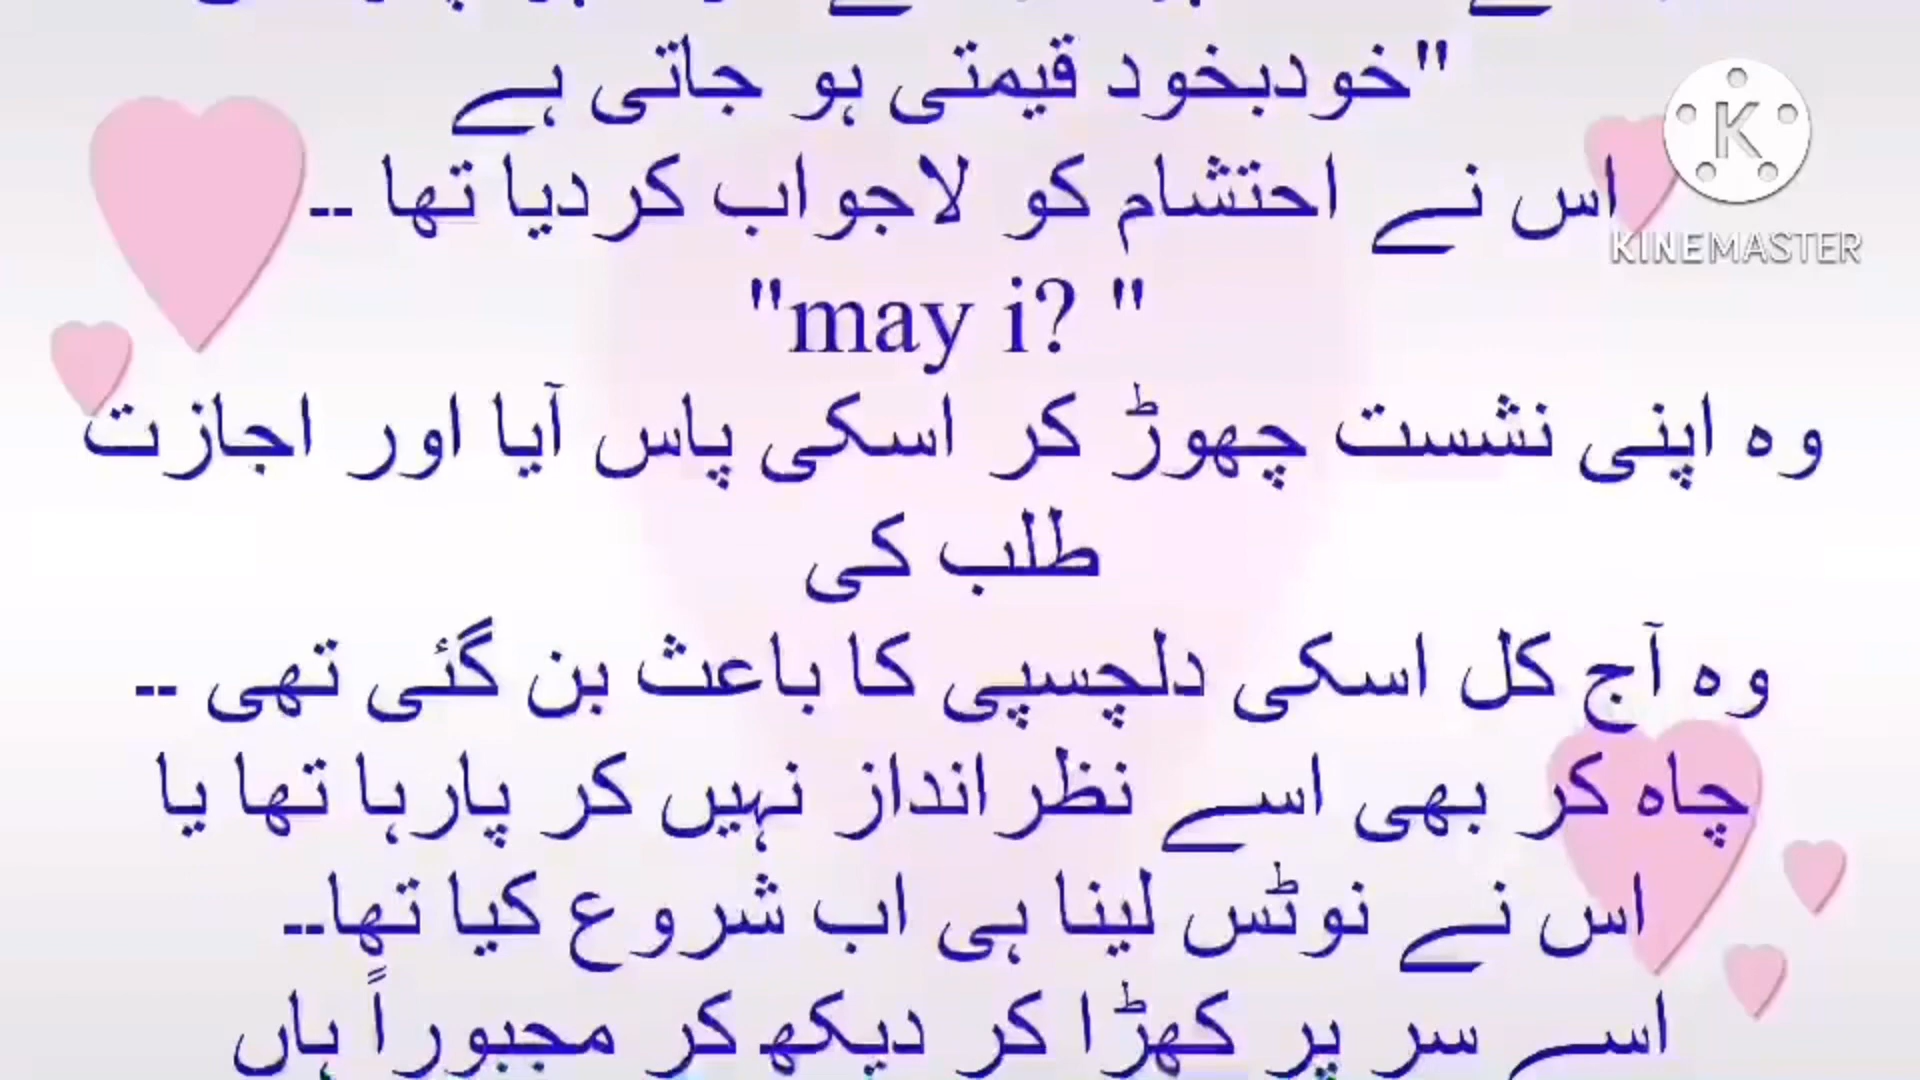 "خودبخود قیمتی ہو جاتی ہے
اس نے احتشام کو لاجواب کردیا تھا --
"may i? "
وہ اپنی نشست چھوڑ کر اسکی پاس آیا اور اجازت
طلب کی
وہ آج کل اسکی دلچسپی کا باعث بن گئی تھی --
چاہ کر بھی اسے نظرانداز نہیں کر پارہا تھا یا
اس نے نوٹس لینا ہی اب شروع کیا تھا--
اسے سر پر کھڑا کر دیکھ کر مجبوراً ہاں
K
KINEMASTER